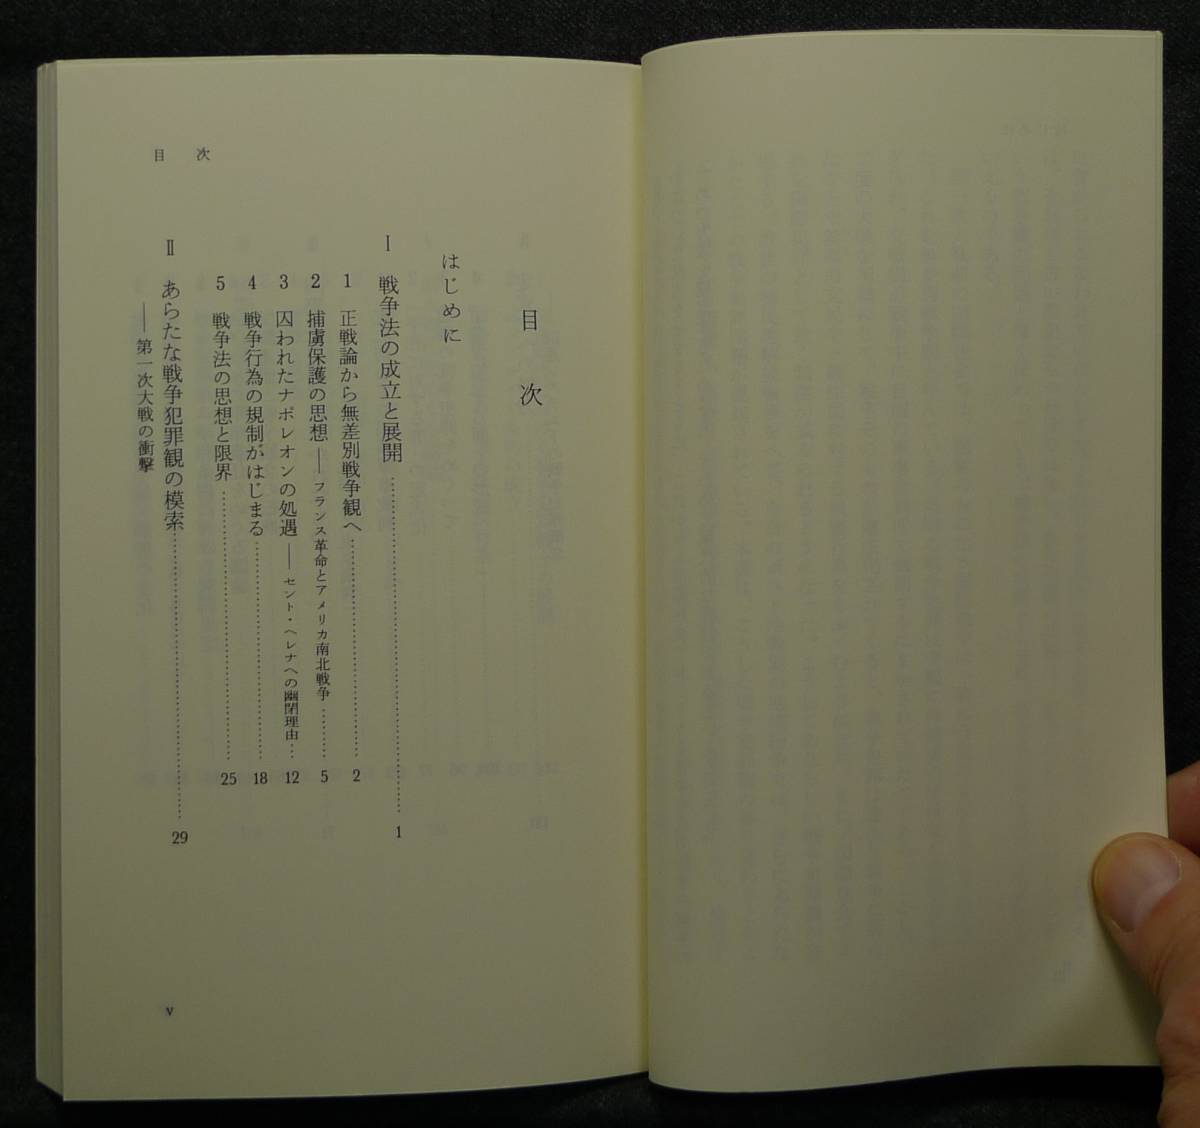 目次
目次
はじめに
Ⅰ 戦争法の成立と展開……………………1
1 正戦論から無差別戦争観へ……………………2
2 捕虜保護の思想――フランス革命とアメリカ南北戦争………5
3 囚われたナポレオンの処遇――セント・ヘレナへの幽閉理由…12
4 戦争行為の規制がはじまる……………………18
5 戦争法の思想と限界……………………25
Ⅱ あらたな戦争犯罪観の模索……………………29
――第一次大戦の衝撃
v